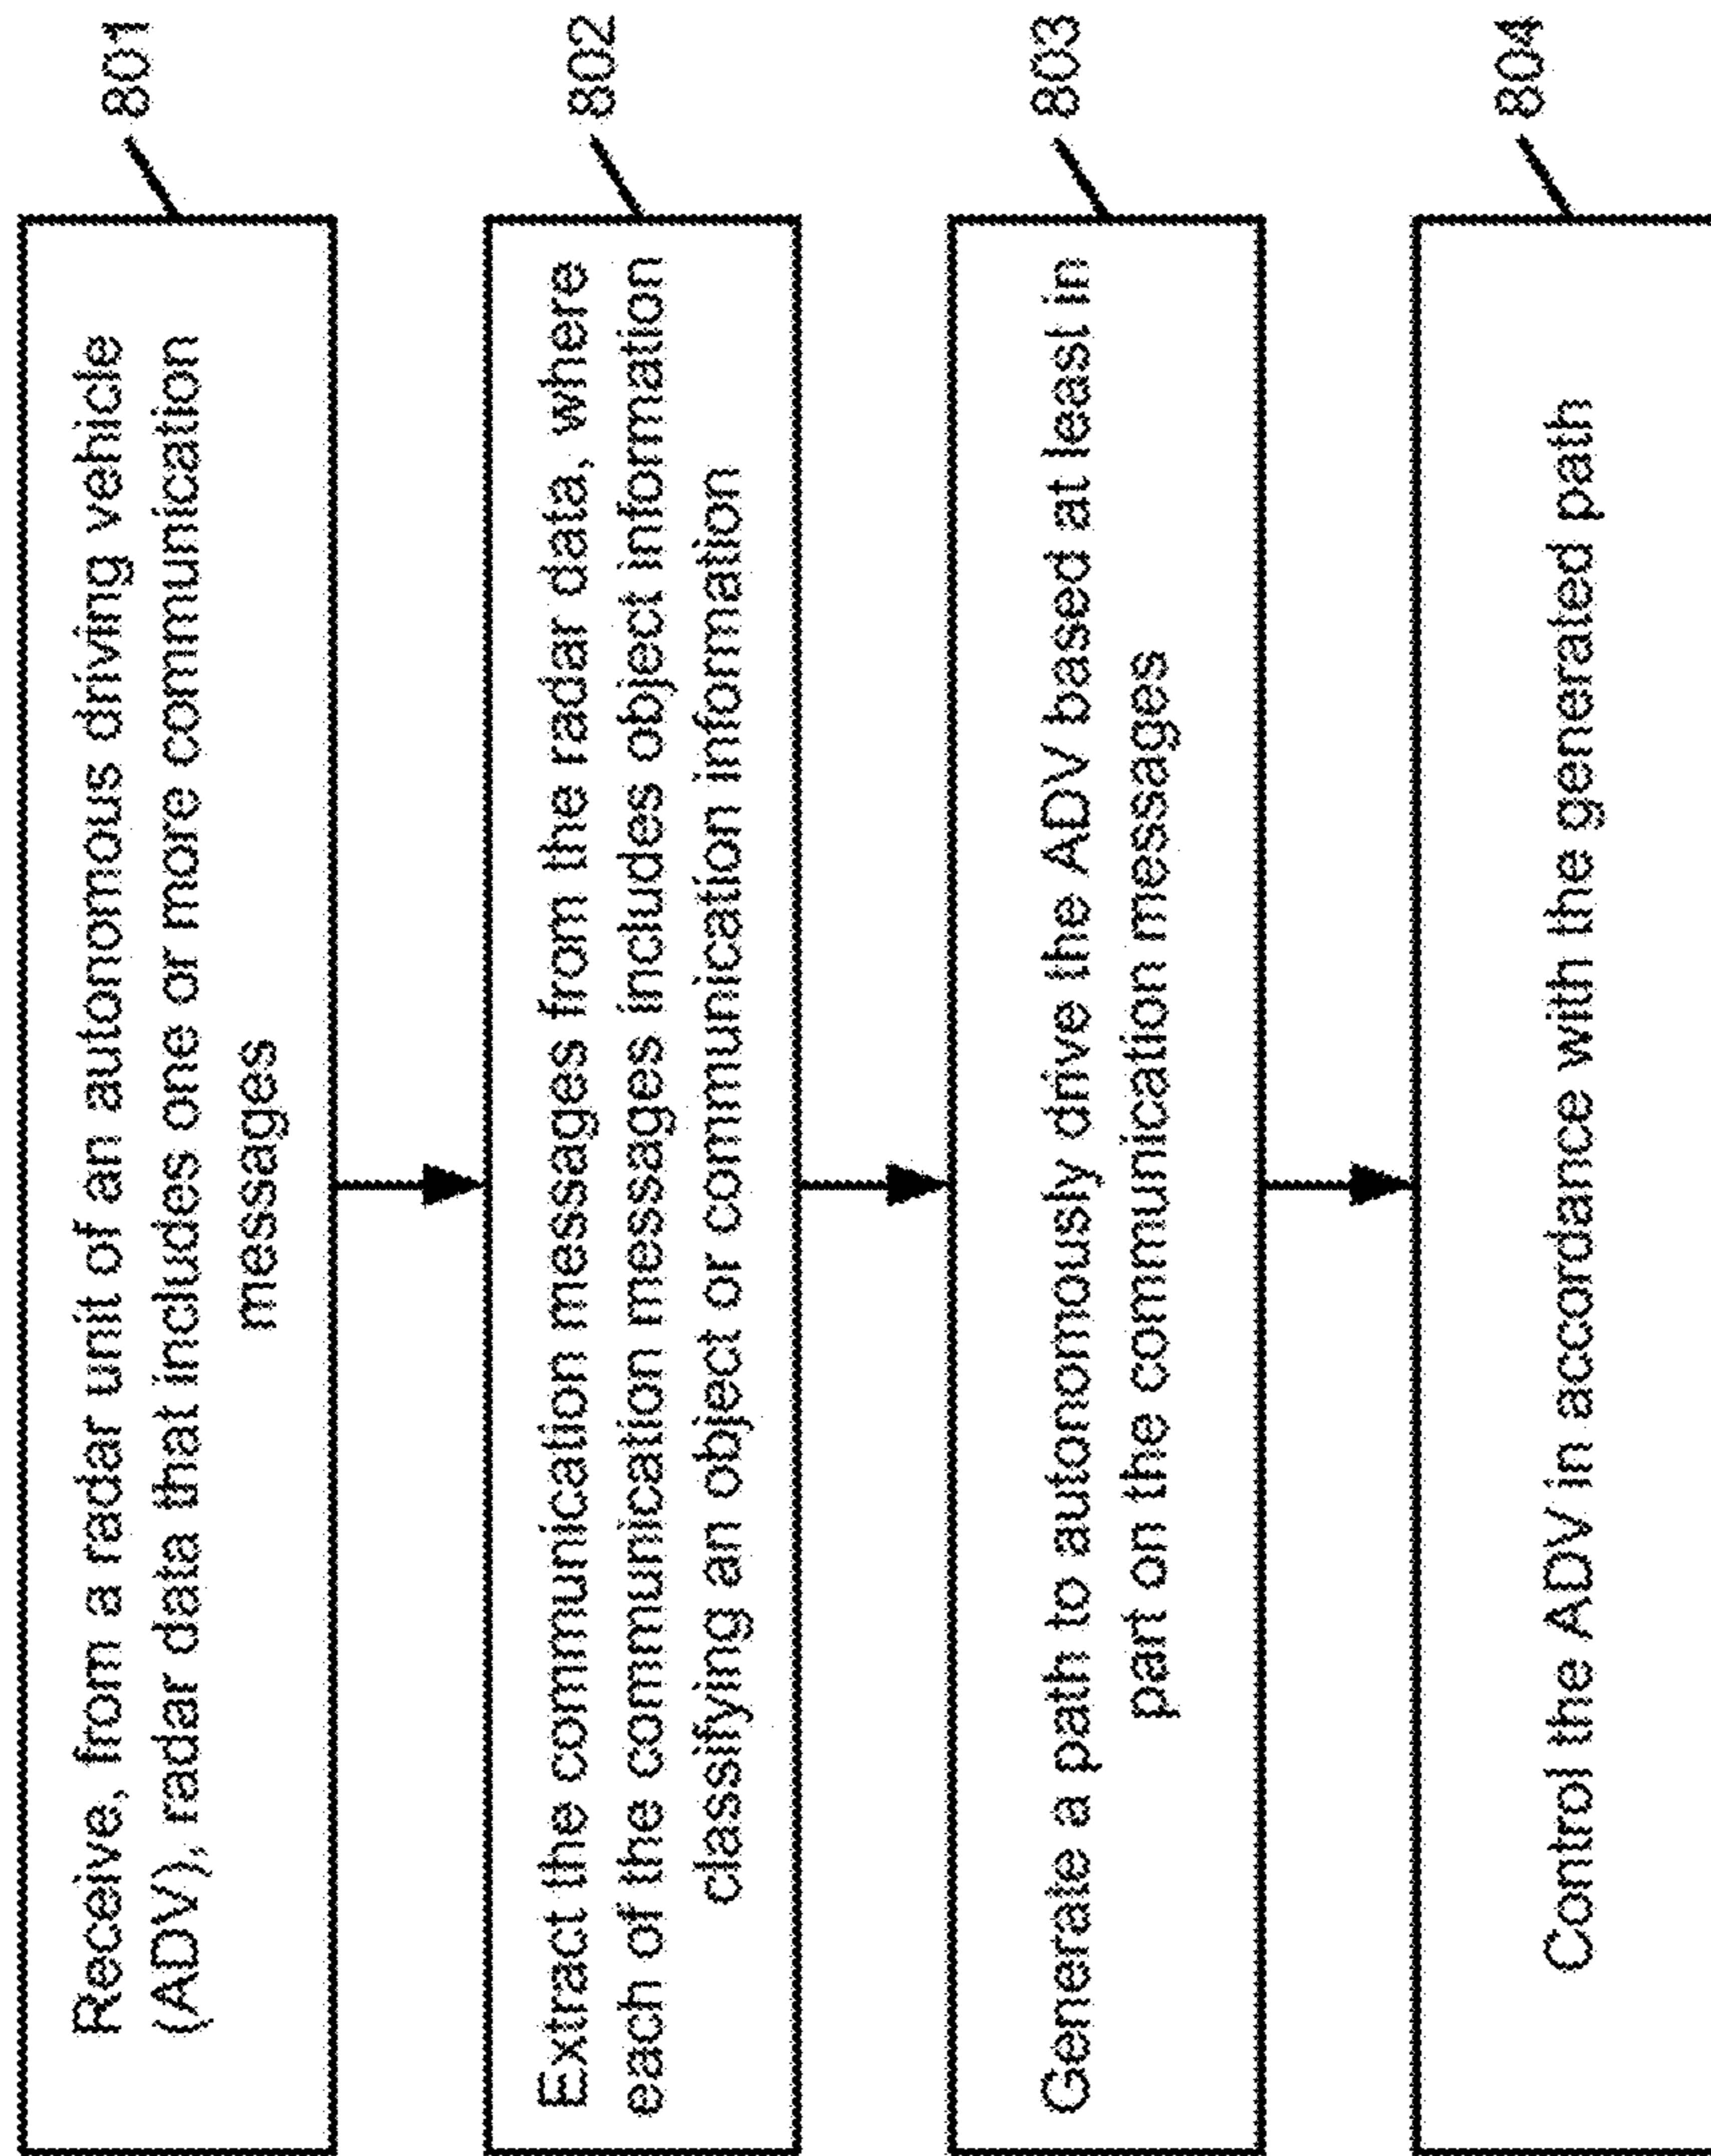 801
Receive, from a radar unit of an autonomous driving vehicle
(ADV), radar data that includes one or more communication
messages
802
Extract the communication messages from the radar data, where
each of the communication messages includes object information
classifying an object or communication information
803
Generate a path to autonomously drive the ADV based at least in
part on the communication messages
804
Control the ADV in accordance with the generated path